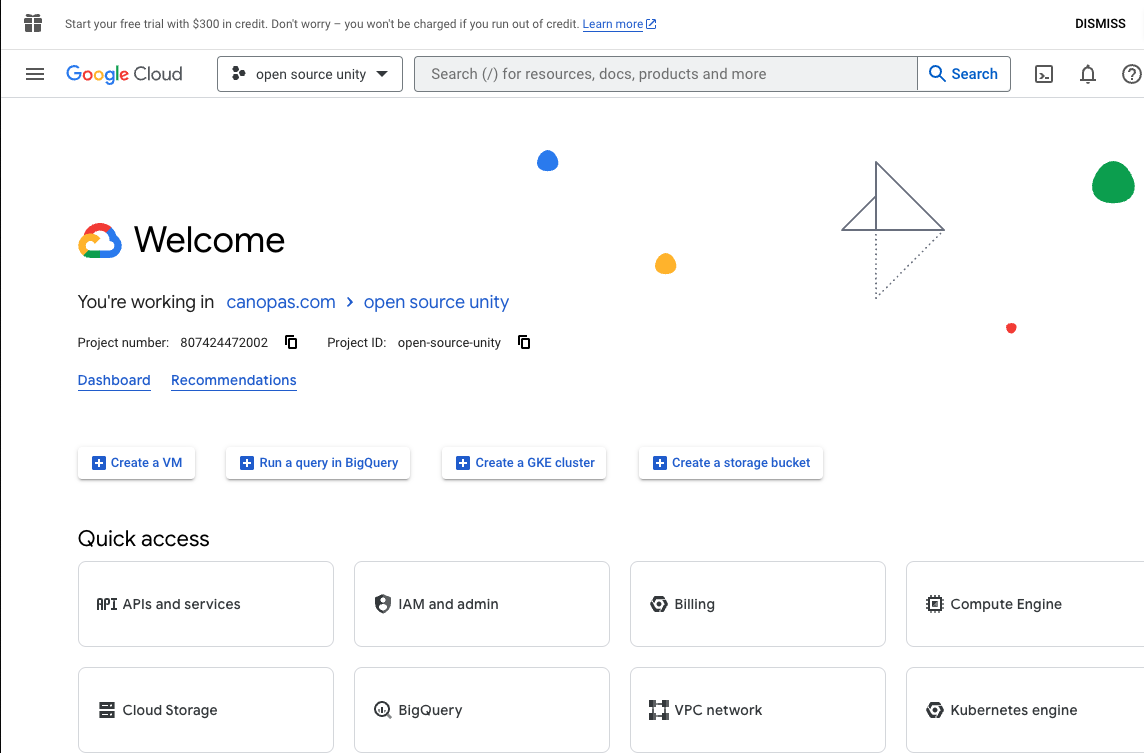 Start your free trial with $300 in credit. Don't worry – you won't be charged if you run out of credit. Learn more DISMISS
Google Cloud open source unity Search (/) for resources, docs, products and more Search
Welcome
You're working in canopas.com > open source unity
Project number: 807424472002 Project ID: open-source-unity
Dashboard Recommendations
Create a VM Run a query in BigQuery Create a GKE cluster Create a storage bucket
Quick access
API APIs and services IAM and admin Billing Compute Engine
Cloud Storage BigQuery VPC network Kubernetes engine